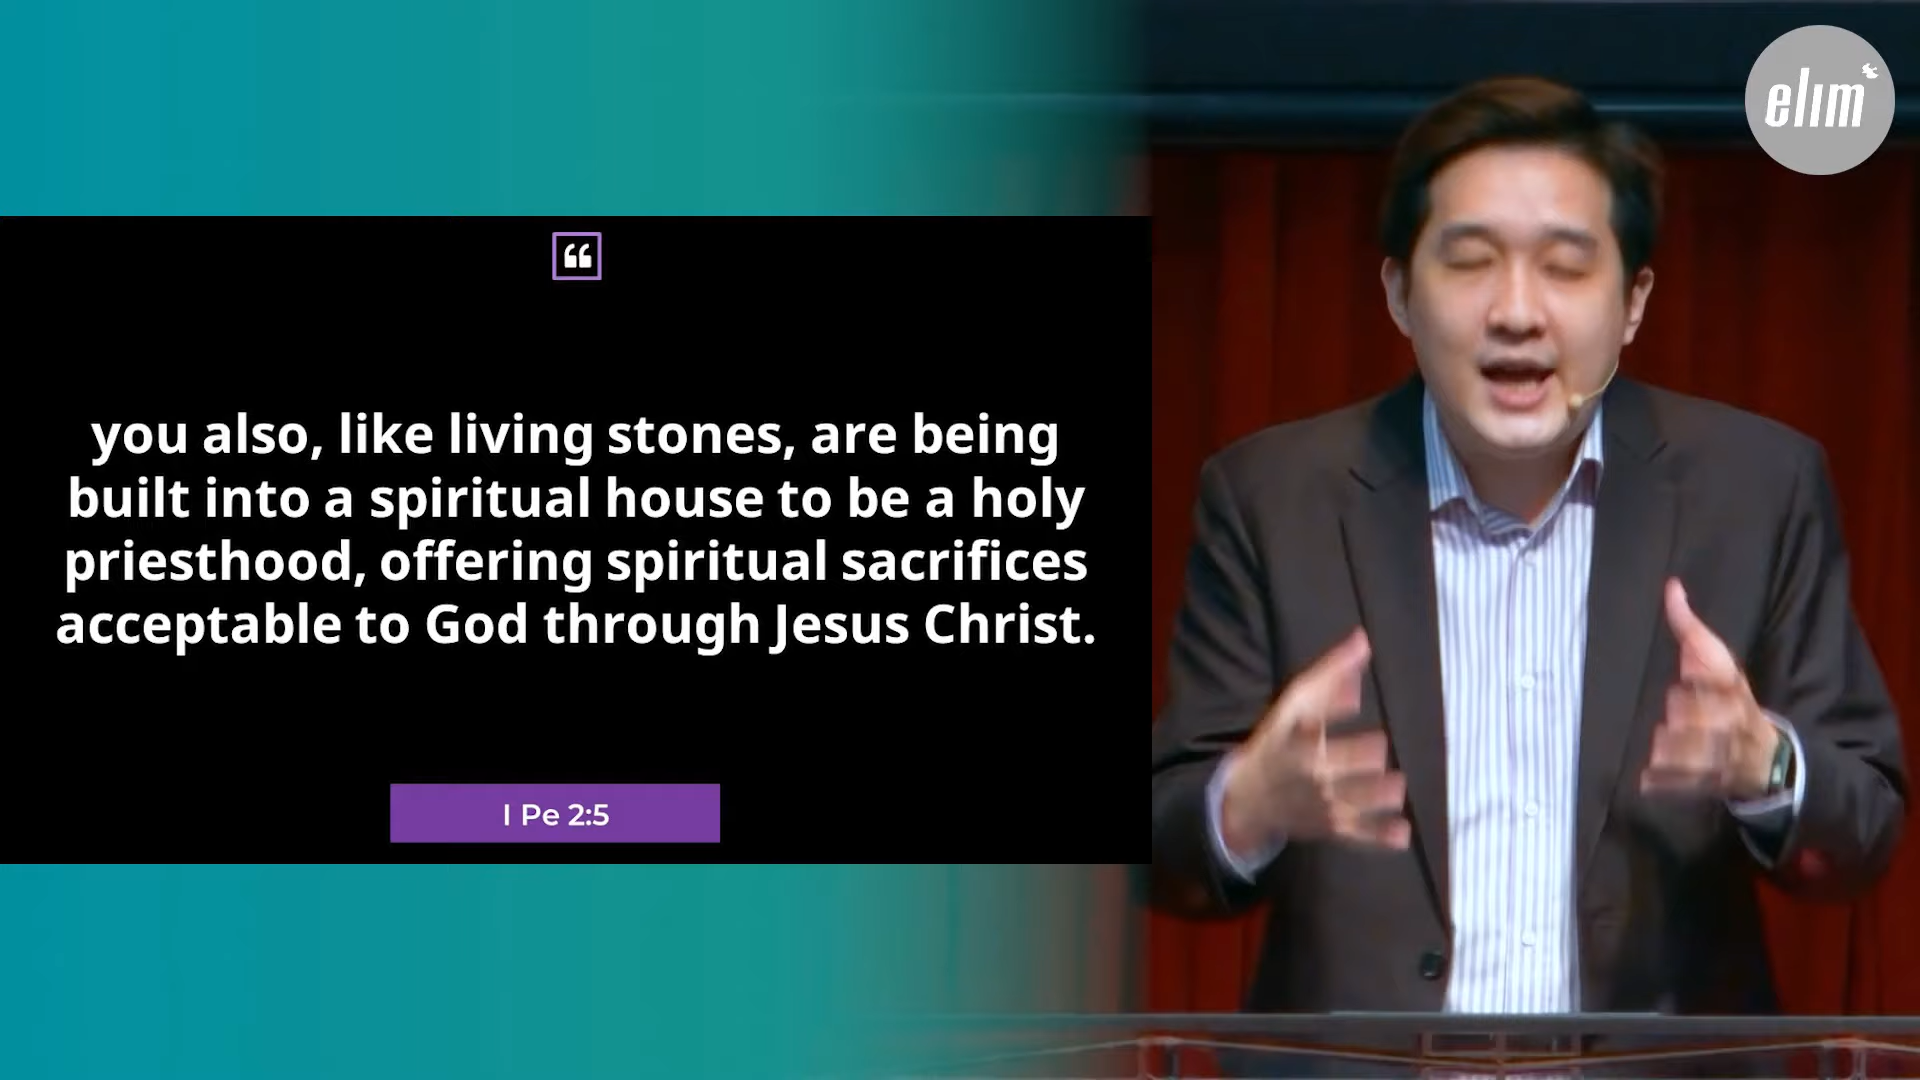 elim
“
you also, like living stones, are being
built into a spiritual house to be a holy
priesthood, offering spiritual sacrifices
acceptable to God through Jesus Christ.
I Pe 2:5